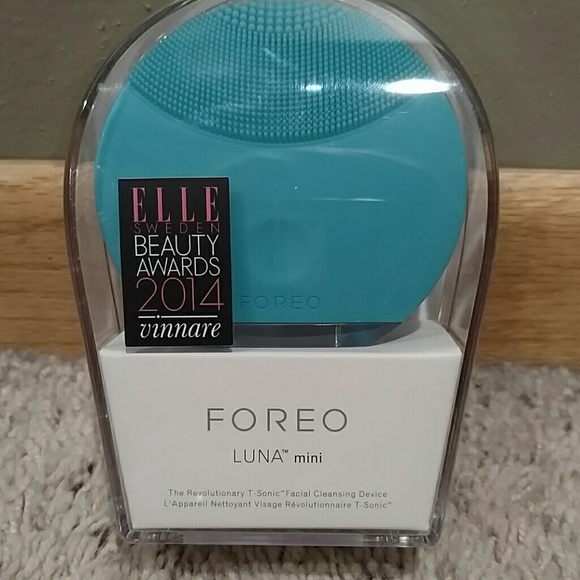 ELLE
SWEDEN
BEAUTY
AWARDS
2014
vinnare
FOREO
FOREO
LUNA™ mini
The Revolutionary T-Sonic™ Facial Cleansing Device
L'Appareil Nettoyant Visage Révolutionnaire T-Sonic™